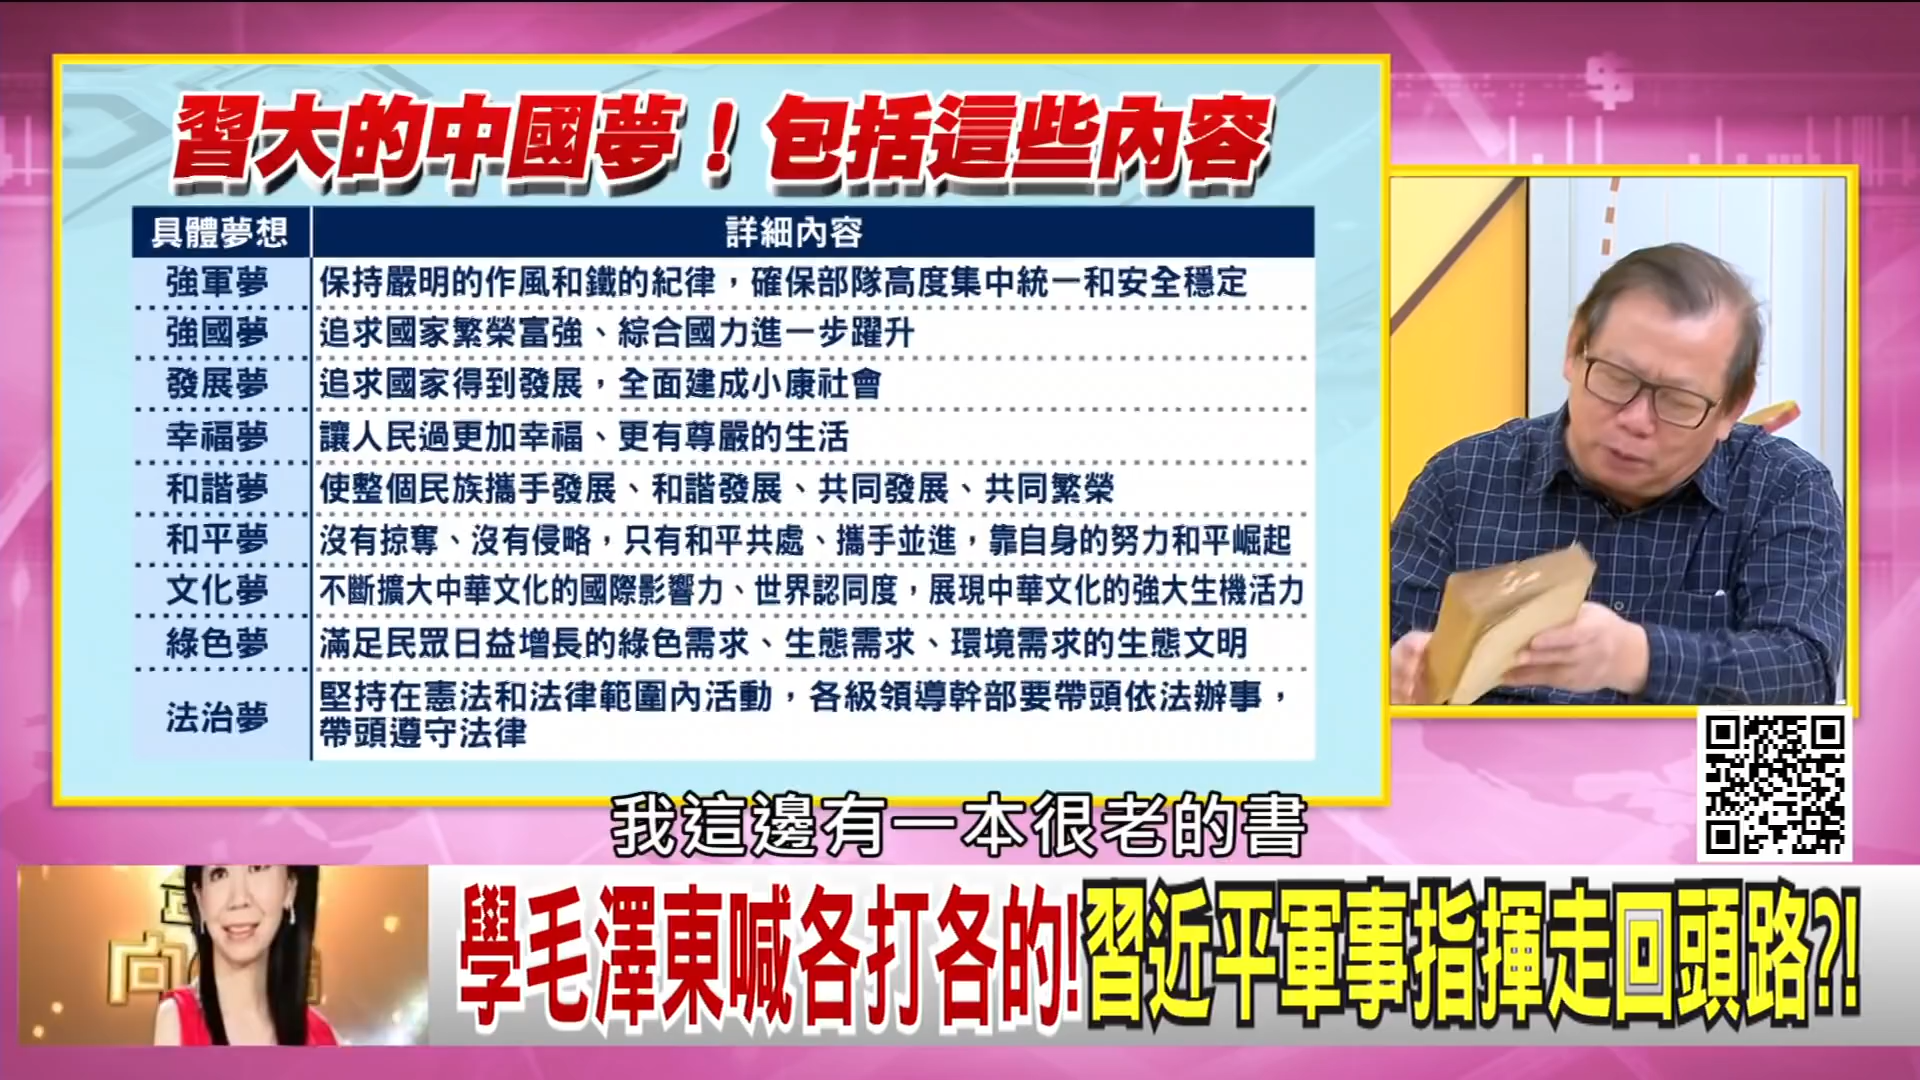 習大的中國夢！包括這些內容
具體夢想 詳細內容
強軍夢 保持嚴明的作風和鐵的紀律，確保部隊高度集中統一和安全穩定
強國夢 追求國家繁榮富強、綜合國力進一步躍升
發展夢 追求國家得到發展，全面建成小康社會
幸福夢 讓人民過更加幸福、更有尊嚴的生活
和諧夢 使整個民族攜手發展、和諧發展、共同發展、共同繁榮
和平夢 沒有掠奪、沒有侵略，只有和平共處、攜手並進，靠自身的努力和平崛起
文化夢 不斷擴大中華文化的國際影響力、世界認同度，展現中華文化的強大生機活力
綠色夢 滿足民眾日益增長的綠色需求、生態需求、環境需求的生態文明
法治夢 堅持在憲法和法律範圍內活動，各級領導幹部要帶頭依法辦事，
帶頭遵守法律
我這邊有一本很老的書
向
學毛澤東喊各打各的!習近平軍事指揮走回頭路?!